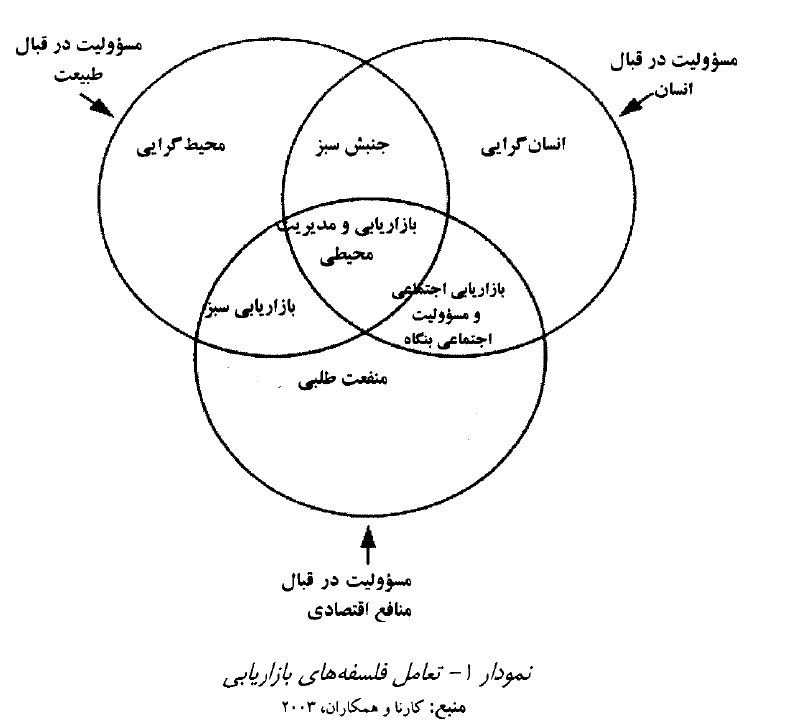 مسؤولیت در قبال
طبیعت
مسؤولیت در قبال
انسان
محیط گرایی
جنبش سبز
انسان گرایی
بازاریابی و مدیریت
محیطی
بازاریابی سبز
بازاریابی اجتماعی
و مسؤولیت
اجتماعی بنگاه
منفعت طلبی
مسؤولیت در قبال
منافع اقتصادی
نمودار ۱- تعامل فلسفه‌های بازاریابی
منبع: کارنا و همکاران، ۲۰۰۳